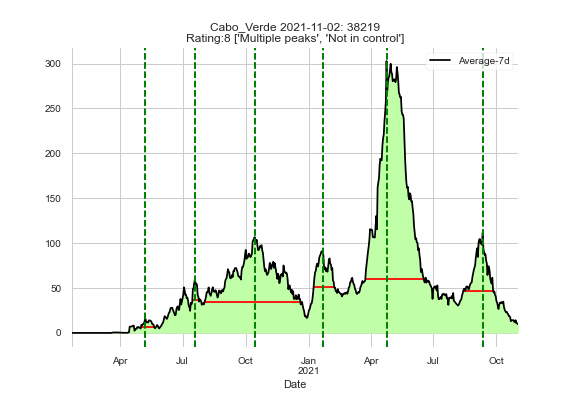 Cabo_Verde 2021-11-02: 38219
Rating:8 ['Multiple peaks', 'Not in control']
Average-7d
300
250
200
150
100
50
0
Apr
Jul
Oct
Jan
2021
Apr
Jul
Oct
Date